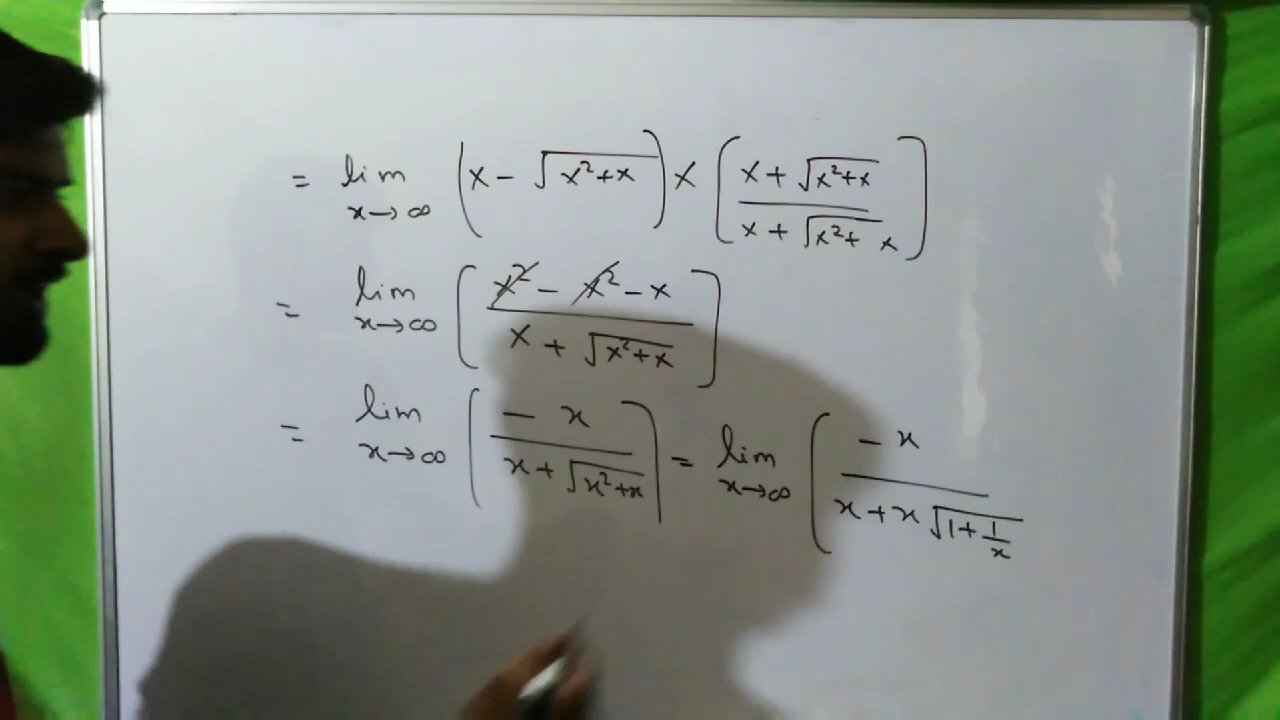 = lim x→∞ (x - √(x²+x)) × [(x + √(x²+x)) / (x + √(x²+x))]
= lim x→∞ [(x² - x² - x) / (x + √(x²+x))]
= lim x→∞ [(- x) / (x + √(x²+x))] = lim x→∞ [(- x) / (x + x√(1 + 1/x))